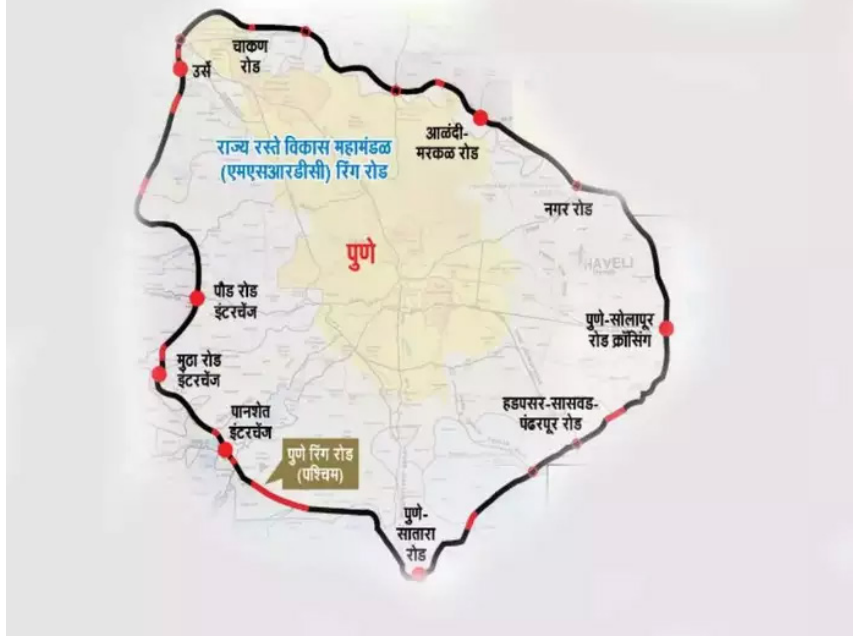 चाकण
रोड
उर्से
आळंदी-
मरकळ रोड
राज्य रस्ते विकास महामंडळ
(एमएसआरडीसी) रिंग रोड
नगर रोड
पुणे
HAVELI
पौड रोड
इंटरचेंज
पुणे-सोलापूर
रोड क्रॉसिंग
मुठा रोड
इंटरचेंज
हडपसर-सासवड-
पंढरपूर रोड
पानशेत
इंटरचेंज
पुणे रिंग रोड
(पश्चिम)
पुणे-
सातारा
रोड